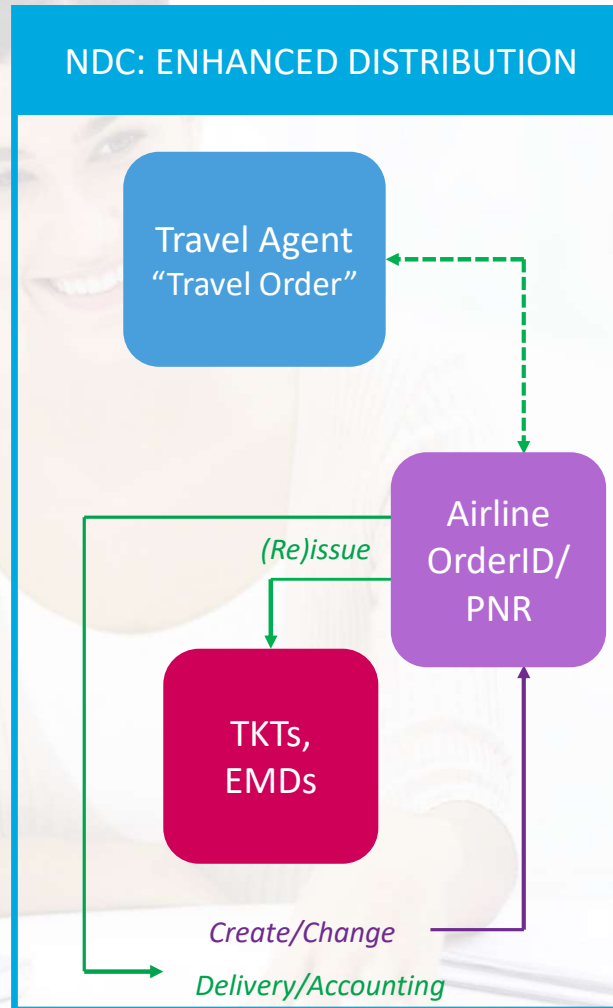 NDC: ENHANCED DISTRIBUTION
Travel Agent
“Travel Order”
Airline
OrderID/
PNR
(Re)issue
TKTs,
EMDs
Create/Change
Delivery/Accounting